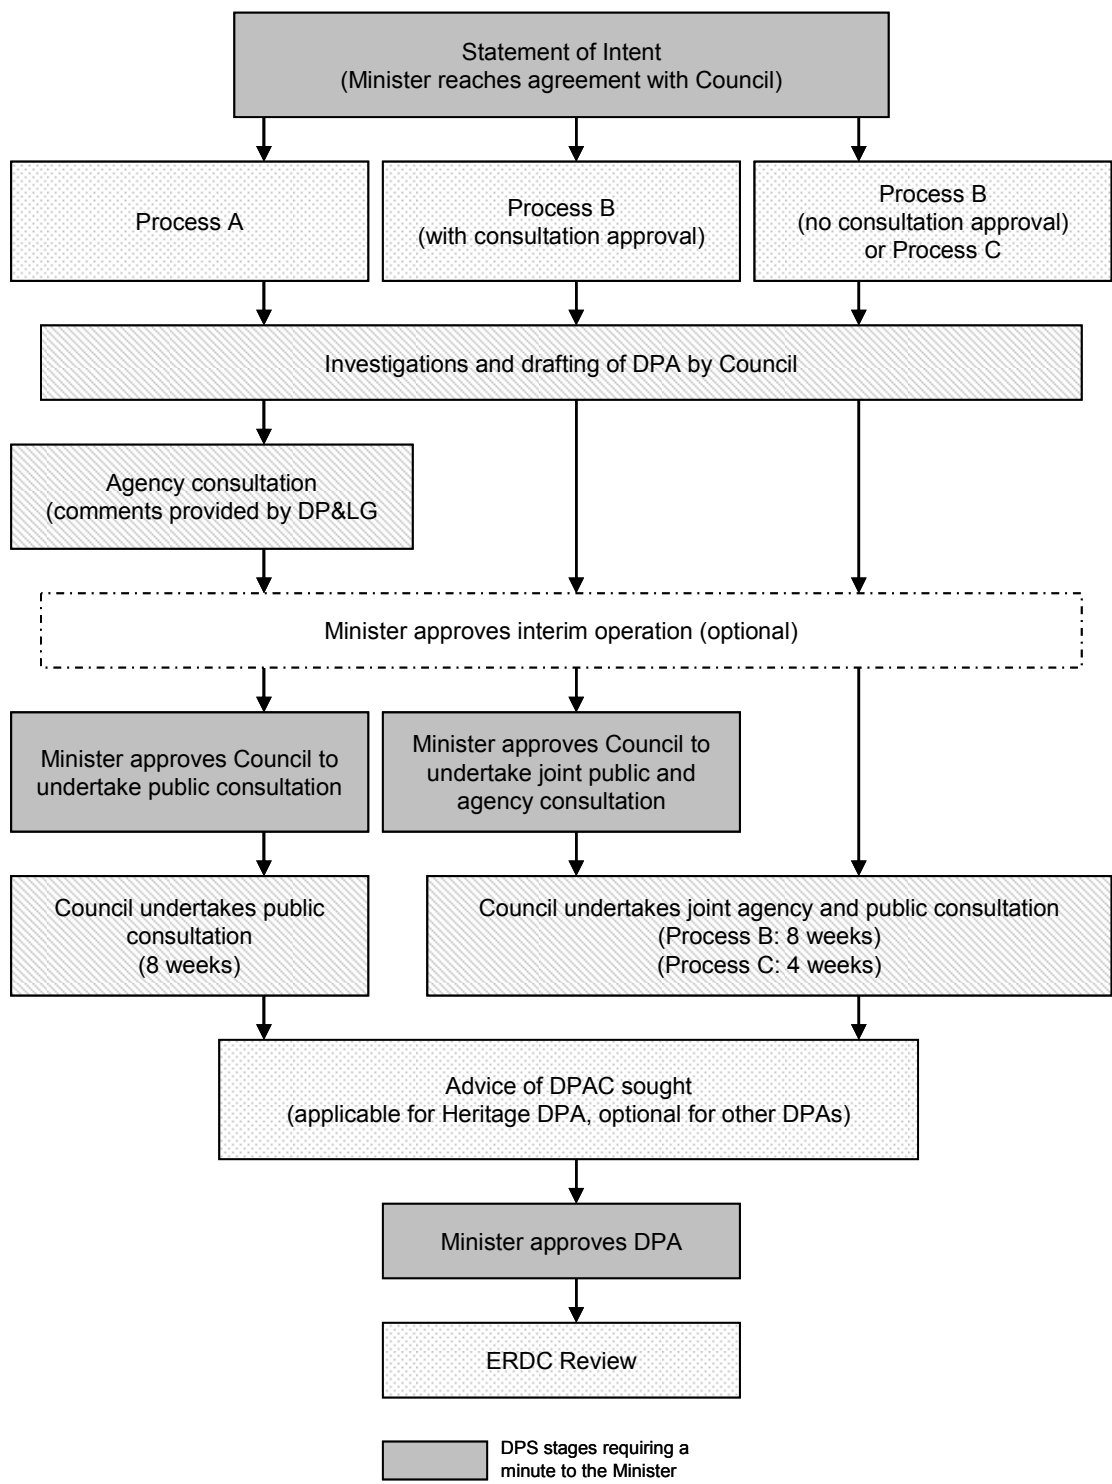 Statement of Intent
(Minister reaches agreement with Council)
Process A
Process B
(with consultation approval)
Process B
(no consultation approval)
or Process C
Investigations and drafting of DPA by Council
Agency consultation
(comments provided by DP&LG
Minister approves interim operation (optional)
Minister approves Council to
undertake public consultation
Minister approves Council to
undertake joint public and
agency consultation
Council undertakes public
consultation
(8 weeks)
Council undertakes joint agency and public consultation
(Process B: 8 weeks)
(Process C: 4 weeks)
Advice of DPAC sought
(applicable for Heritage DPA, optional for other DPAs)
Minister approves DPA
ERDC Review
DPS stages requiring a
minute to the Minister